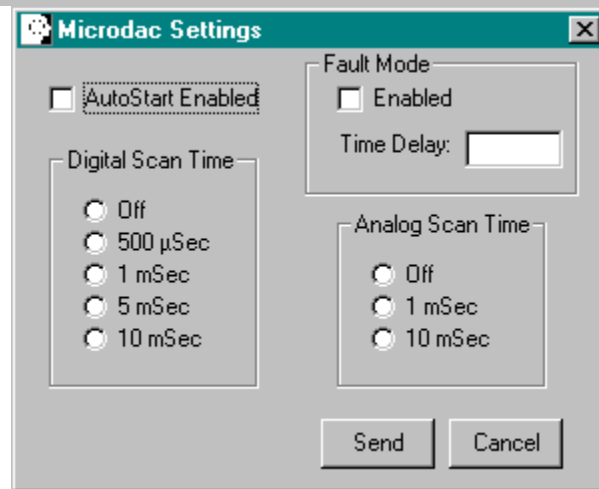 Microdac Settings
AutoStart Enabled
Fault Mode
Enabled
Time Delay:
Digital Scan Time
Off
500 µSec
1 mSec
5 mSec
10 mSec
Analog Scan Time
Off
1 mSec
10 mSec
Send
Cancel